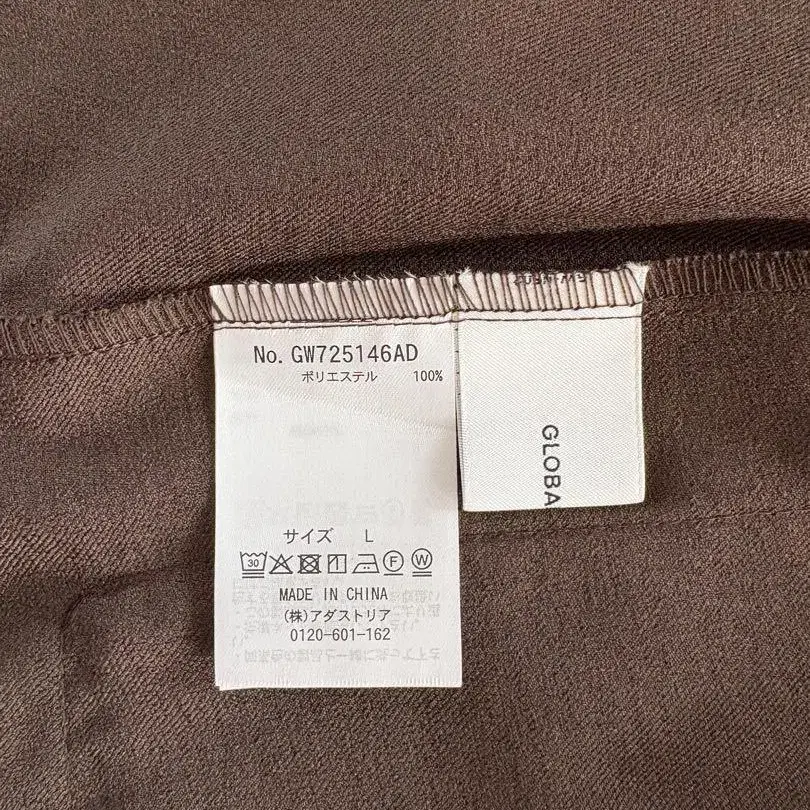 No. GW725146AD
ポリエステル 100%
サイズ L
30
F
W
MADE IN CHINA
(株)アダストリア
0120-601-162
GLOBA